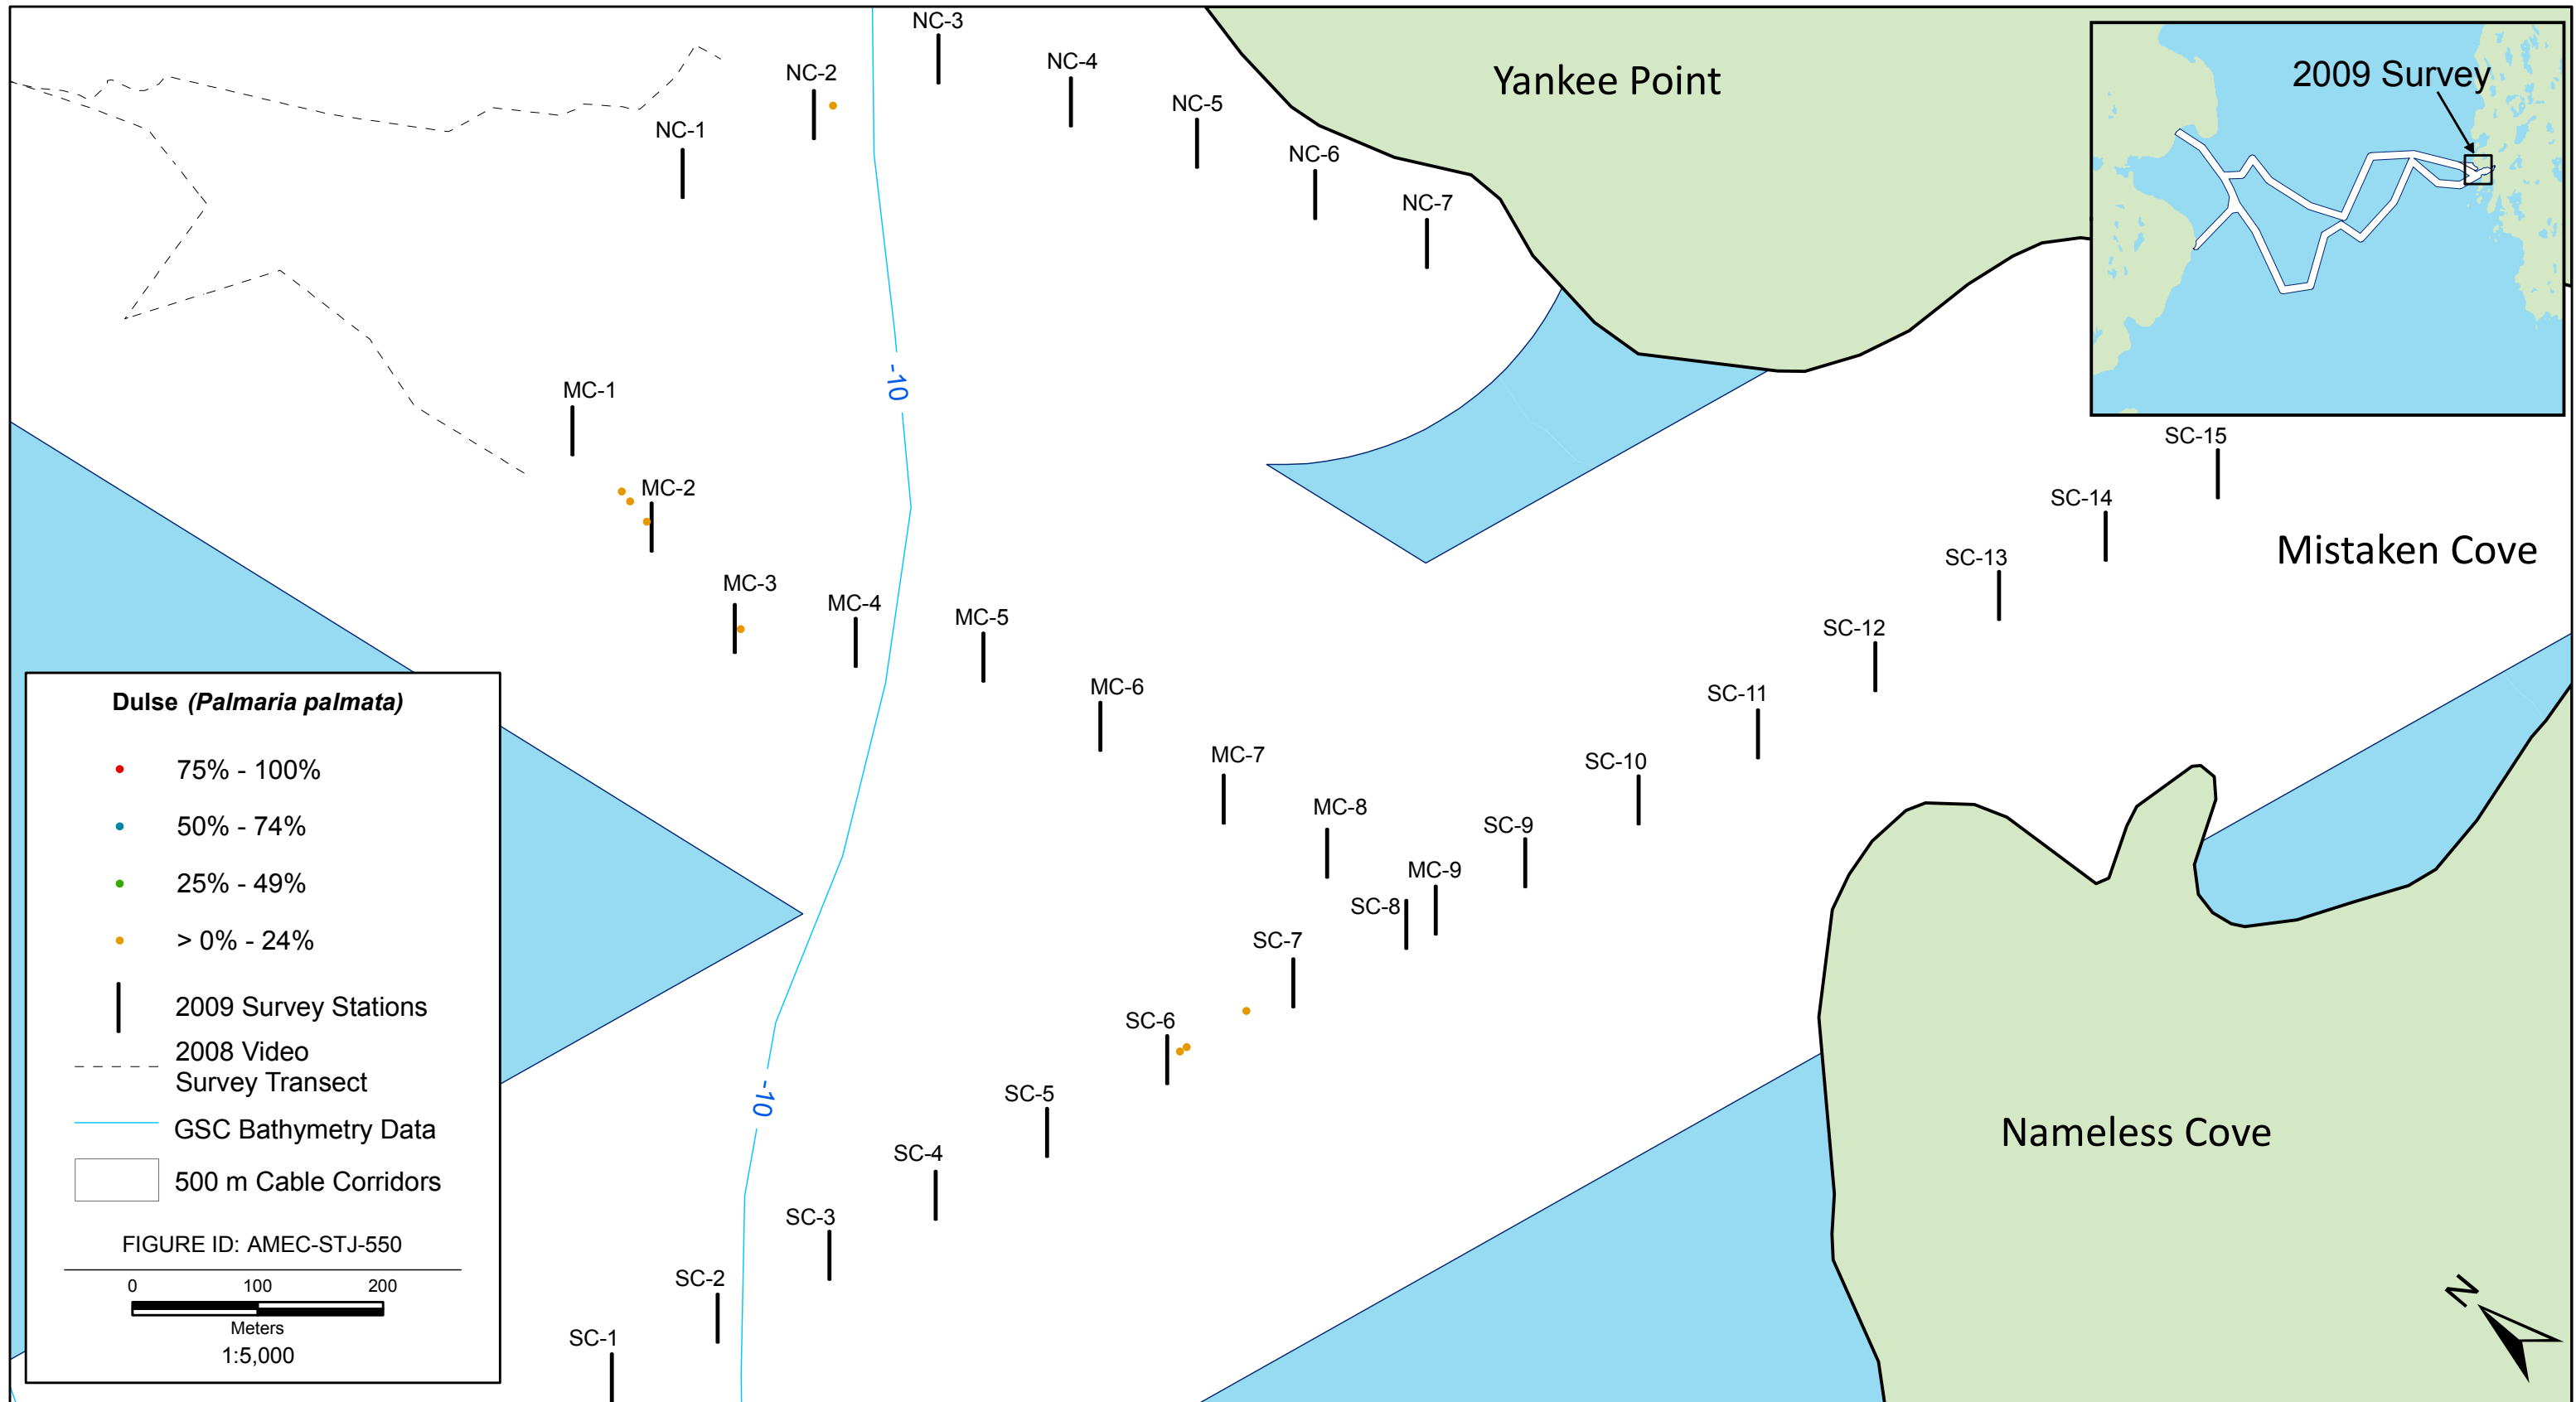 NC-3
NC-4
NC-2
NC-5
NC-1
NC-6
NC-7
Yankee Point
2009 Survey
-10
MC-1
MC-2
MC-3
MC-4
MC-5
MC-6
MC-7
MC-8
MC-9
SC-15
SC-14
SC-13
SC-12
SC-11
SC-10
SC-9
SC-8
SC-7
SC-6
SC-5
SC-4
SC-3
SC-2
SC-1
-10
Mistaken Cove
Nameless Cove
N
Dulse (Palmaria palmata)
75% - 100%
50% - 74%
25% - 49%
> 0% - 24%
2009 Survey Stations
2008 Video
Survey Transect
GSC Bathymetry Data
500 m Cable Corridors
FIGURE ID: AMEC-STJ-550
0 100 200
Meters
1:5,000